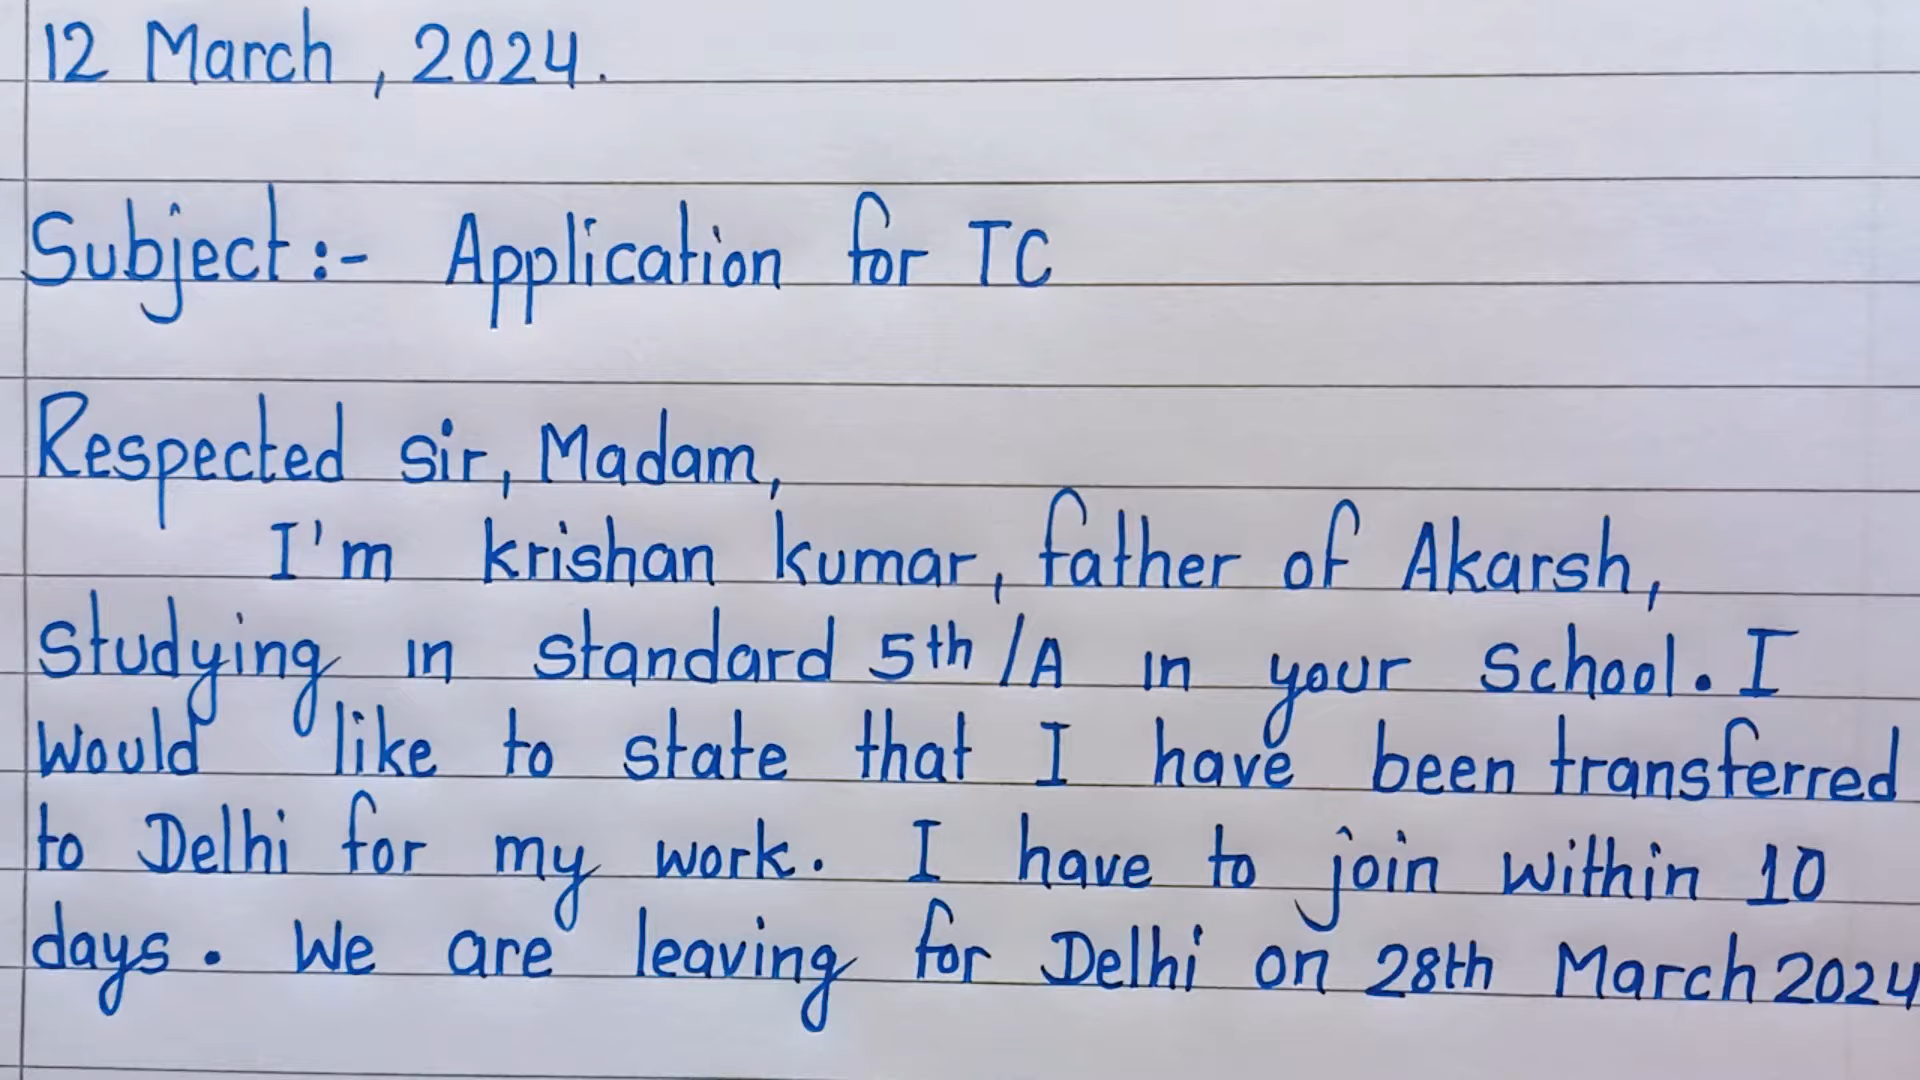 12 March, 2024.
Subject:- Application for TC
Respected sir, Madam,
I'm krishan kumar, father of Akarsh,
studying in standard 5th/A in your school. I
would like to state that I have been transferred
to Delhi for my work. I have to join within 10
days. We are leaving for Delhi on 28th March 2024